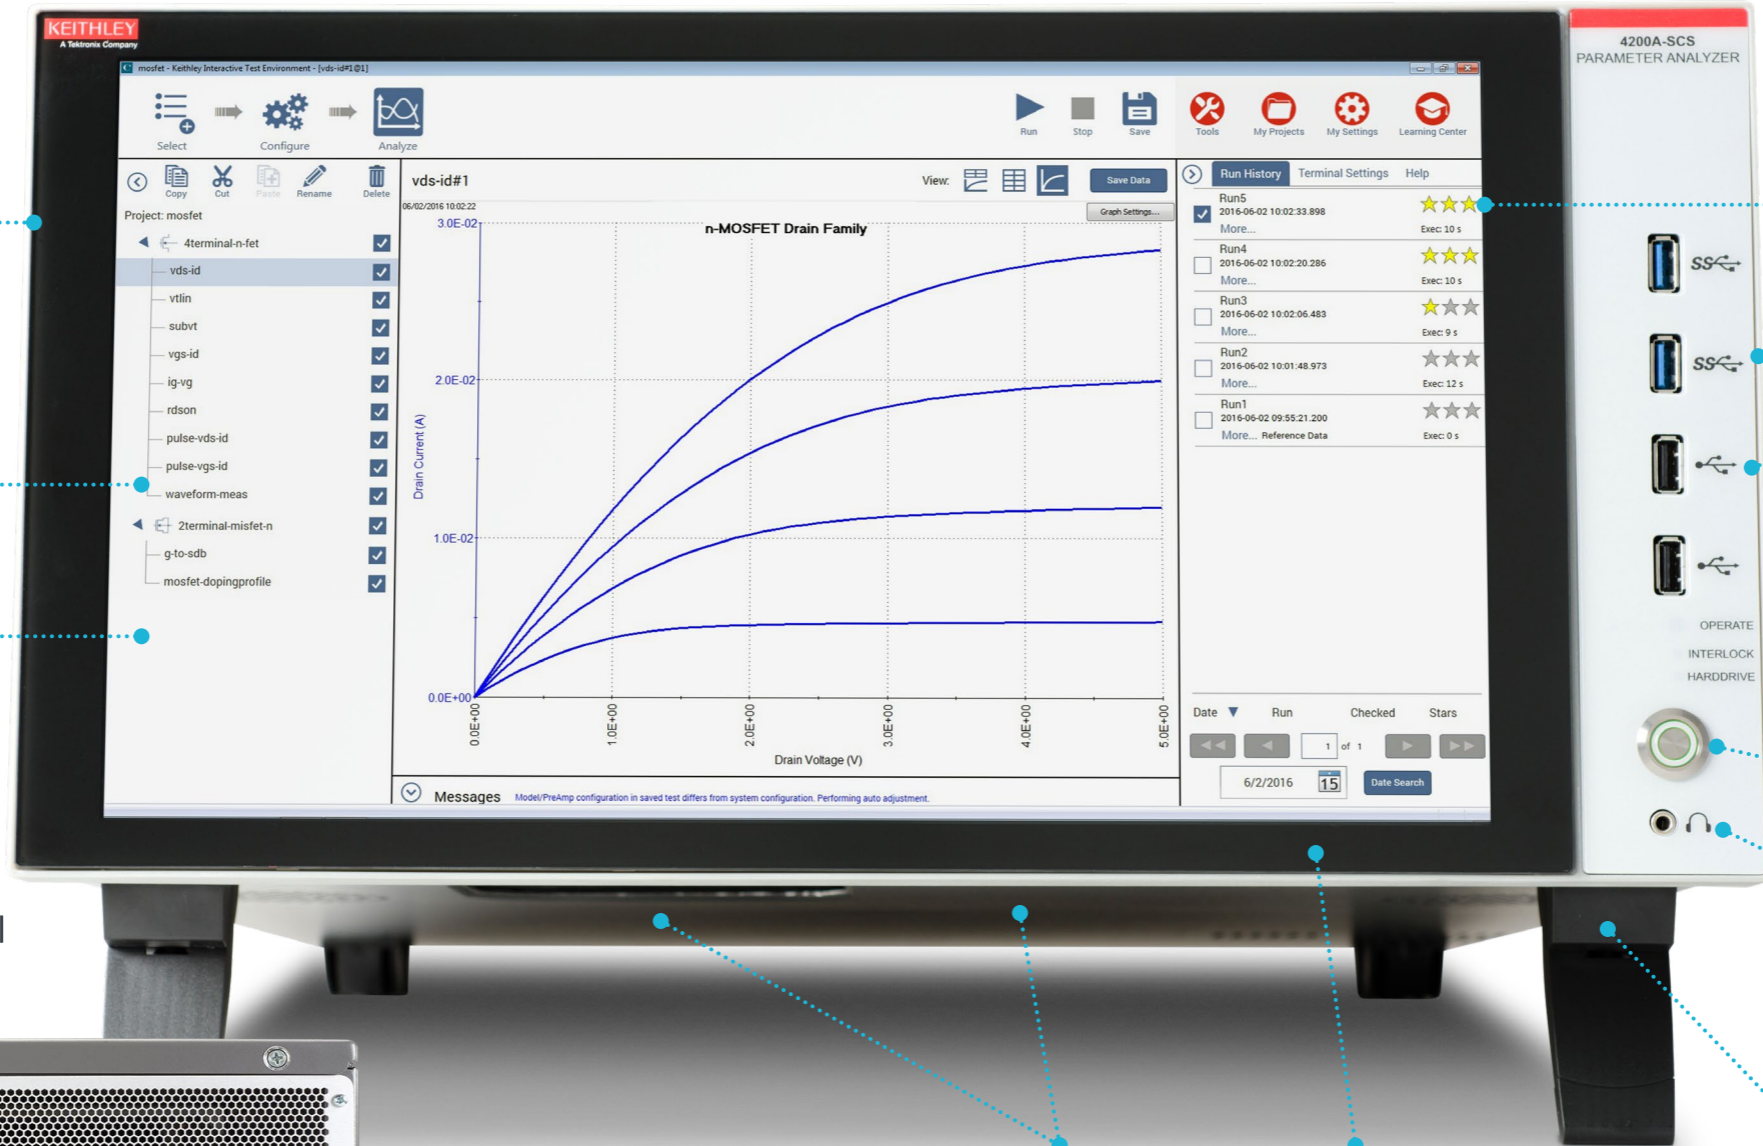 KEITHLEY
A Tektronix Company
4200A-SCS
PARAMETER ANALYZER
mosfet - Keithley Interactive Test Environment - [vds-id#1@1]
Select
Configure
Analyze
Run
Stop
Save
Tools
My Projects
My Settings
Learning Center
Copy
Cut
Paste
Rename
Delete
Project: mosfet
4terminal-n-fet
vds-id
vtlin
subvt
vgs-id
ig-vg
rdson
pulse-vds-id
pulse-vgs-id
waveform-meas
2terminal-misfet-n
g-to-sdb
mosfet-dopingprofile
vds-id#1
View:
Save Data
06/02/2016 10:02:22
Graph Settings...
n-MOSFET Drain Family
3.0E-02
2.0E-02
1.0E-02
0.0E+00
Drain Current (A)
0.0E+00
1.0E+00
2.0E+00
3.0E+00
4.0E+00
5.0E+00
Drain Voltage (V)
Messages
Model/PreAmp configuration in saved test differs from system configuration. Performing auto adjustment.
Run History
Terminal Settings
Help
Run5
2016-06-02 10:02:33.898
More...
Exec: 10 s
Run4
2016-06-02 10:02:20.286
More...
Exec: 10 s
Run3
2016-06-02 10:02:06.483
More...
Exec: 9 s
Run2
2016-06-02 10:01:48.973
More...
Exec: 12 s
Run1
2016-06-02 09:55:21.200
More... Reference Data
Exec: 0 s
Date
Run
Checked
Stars
1 of 1
6/2/2016
15
Date Search
SS
SS
OPERATE
INTERLOCK
HARDDRIVE